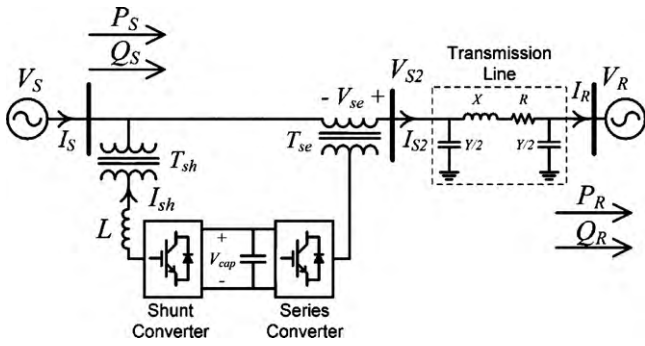 P_S
Q_S
V_S
I_S
T_sh
I_sh
L
- V_se +
T_se
V_S2
I_S2
Transmission
Line
X
R
Y/2
Y/2
I_R
V_R
P_R
Q_R
+
V_cap
-
Shunt
Converter
Series
Converter